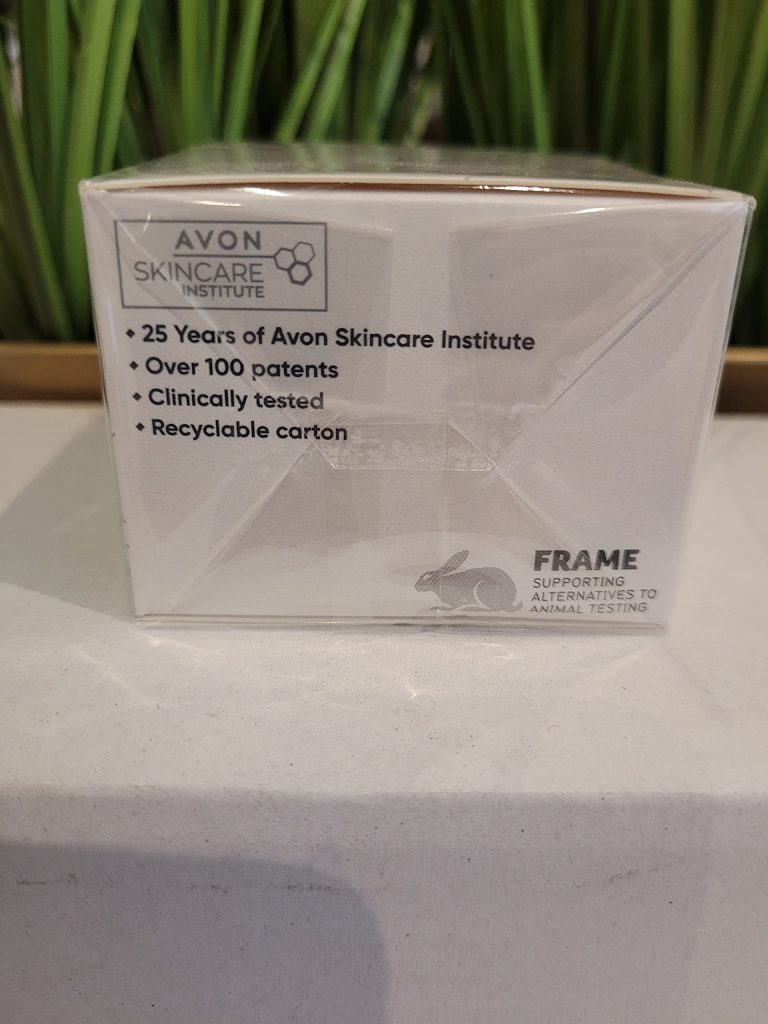 AVON
SKINCARE
INSTITUTE
• 25 Years of Avon Skincare Institute
• Over 100 patents
• Clinically tested
• Recyclable carton
FRAME
SUPPORTING
ALTERNATIVES TO
ANIMAL TESTING